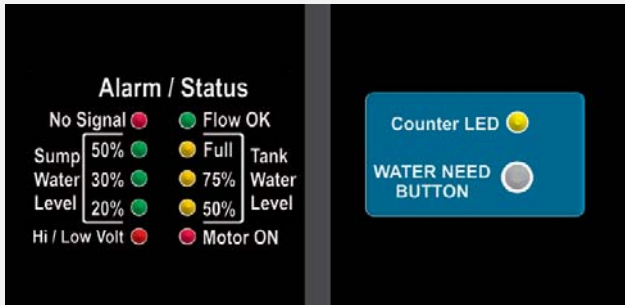 Alarm / Status
No Signal Flow OK
Sump 50% Full Tank
Water 30% 75% Water
Level 20% 50% Level
Hi / Low Volt Motor ON
Counter LED
WATER NEED
BUTTON